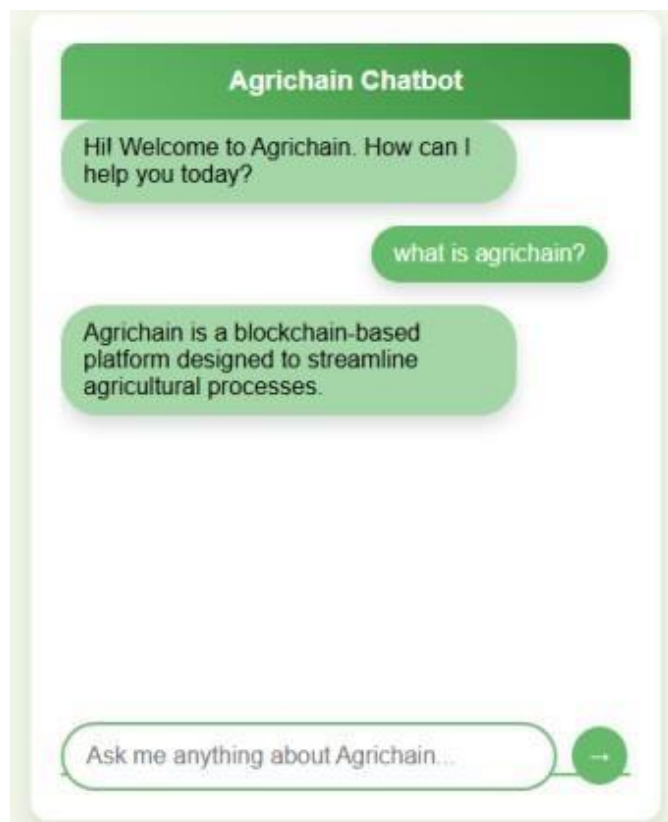 Agrichain Chatbot
Hi! Welcome to Agrichain. How can I
help you today?
what is agrichain?
Agrichain is a blockchain-based
platform designed to streamline
agricultural processes.
Ask me anything about Agrichain...
→